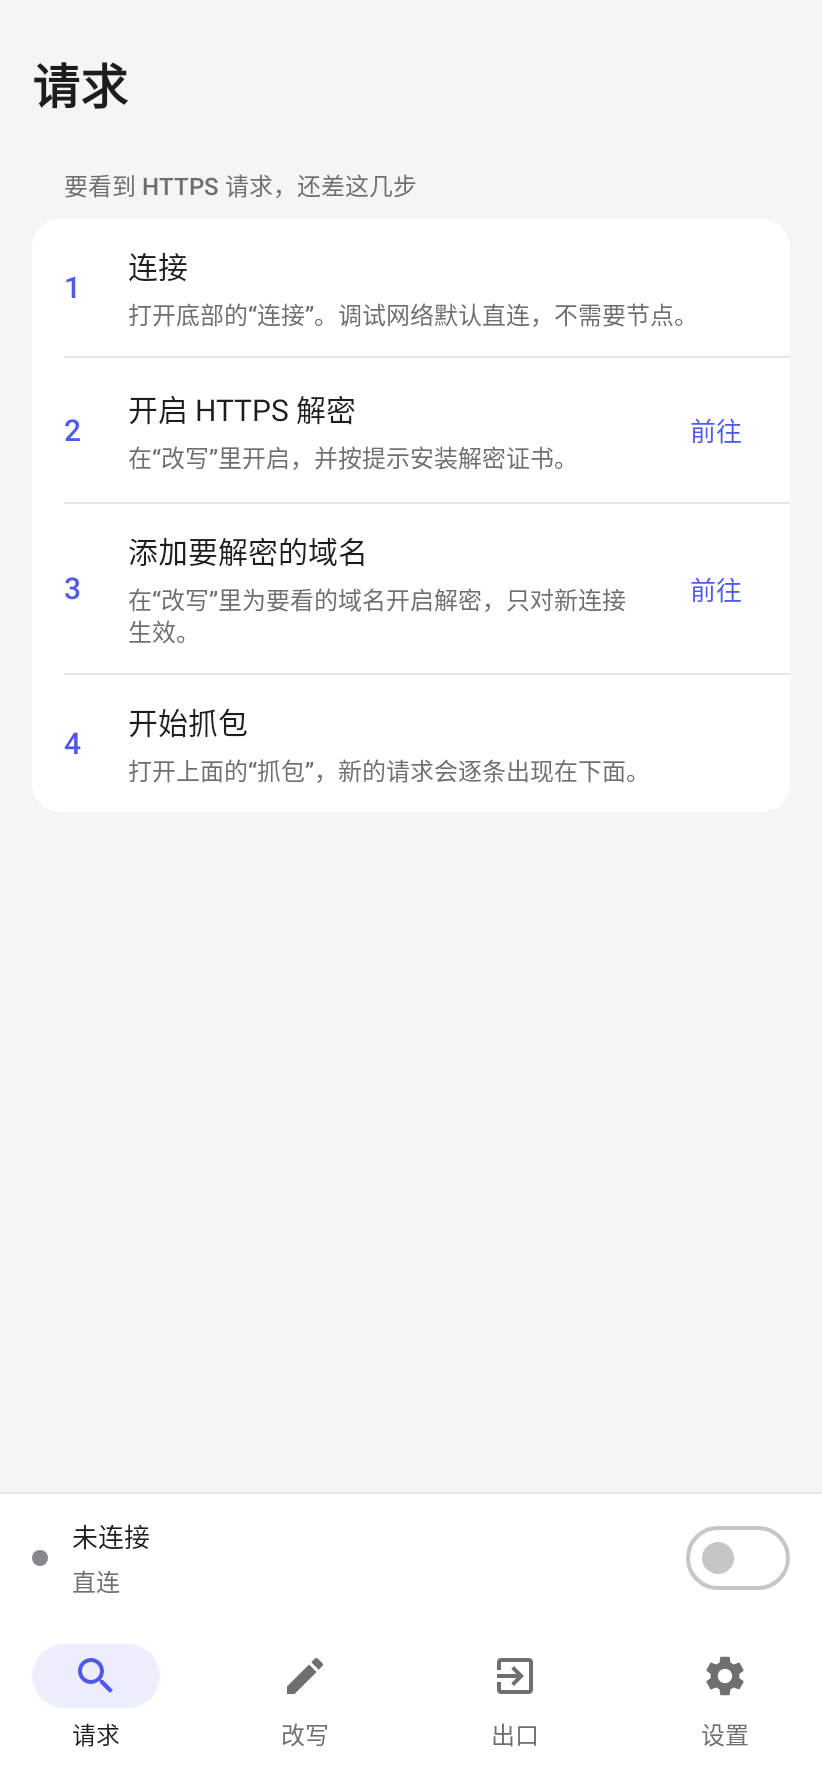 请求
要看到 HTTPS 请求，还差这几步
1
连接
打开底部的“连接”。调试网络默认直连，不需要节点。
2
开启 HTTPS 解密
在“改写”里开启，并按提示安装解密证书。
前往
3
添加要解密的域名
在“改写”里为要看的域名开启解密，只对新连接
生效。
前往
4
开始抓包
打开上面的“抓包”，新的请求会逐条出现在下面。
未连接
直连
请求
改写
出口
设置